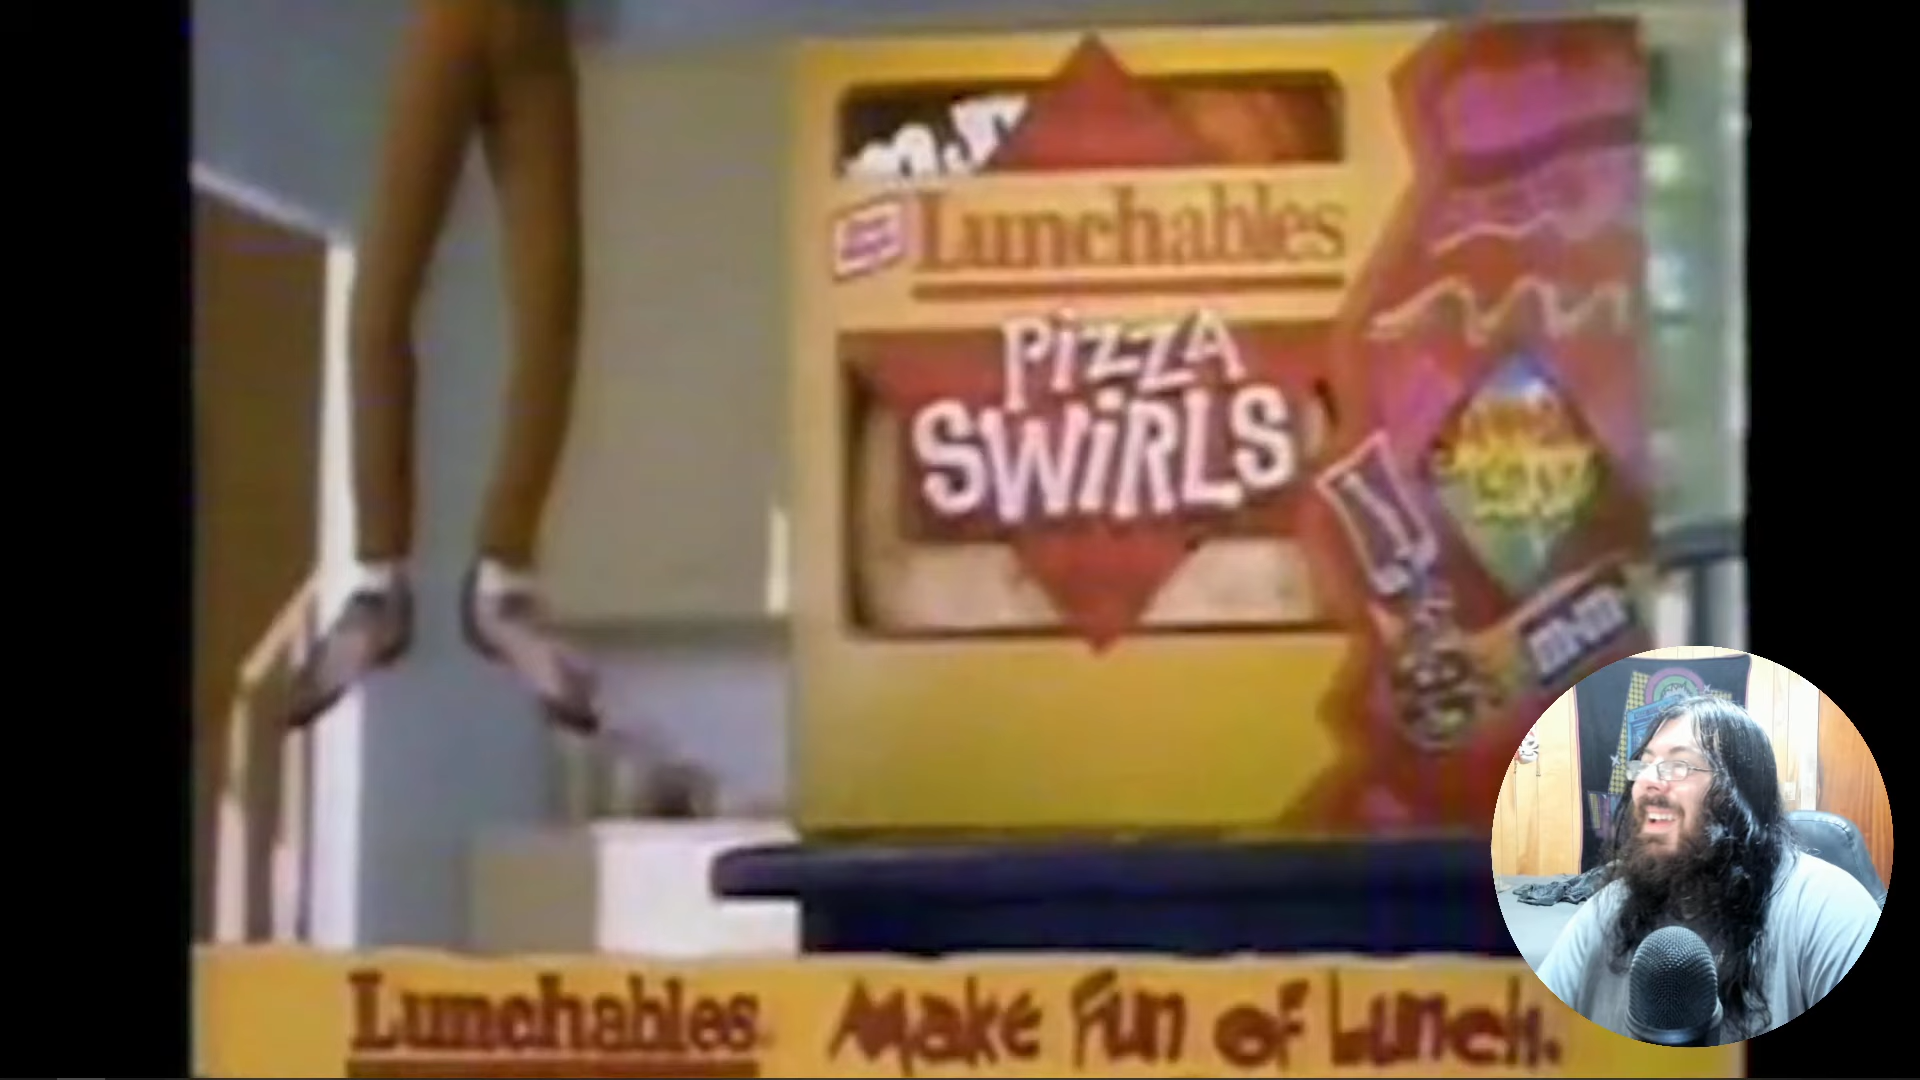 Lunchables
PIZZA
SWIRLS
Lunchables Make Fun of Lunch.